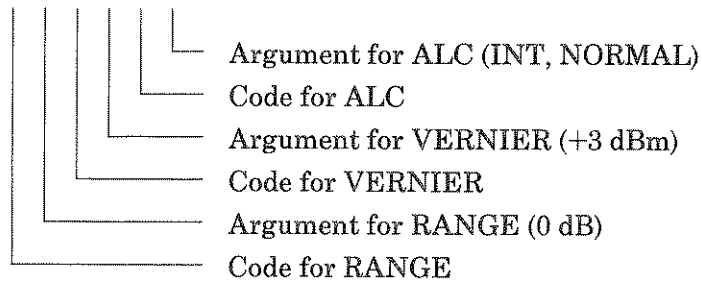 Argument for ALC (INT, NORMAL)
Code for ALC
Argument for VERNIER (+3 dBm)
Code for VERNIER
Argument for RANGE (0 dB)
Code for RANGE